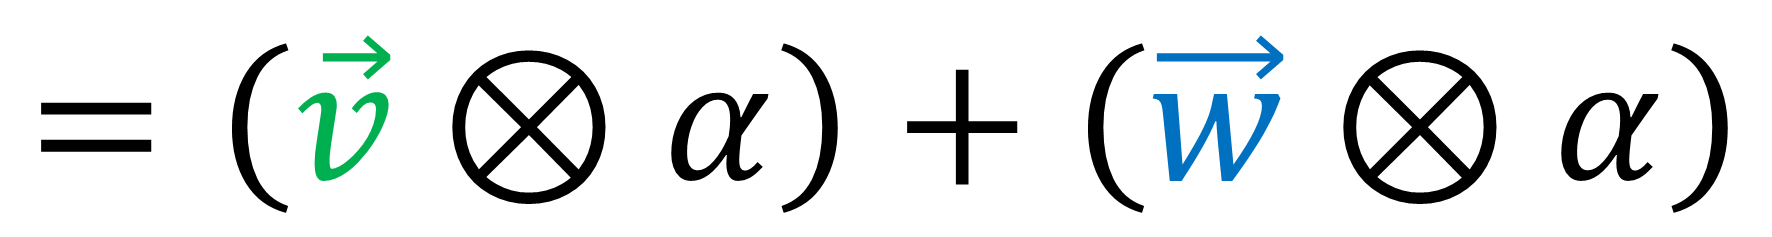 = (v⃗ ⊗ α) + (w⃗ ⊗ α)